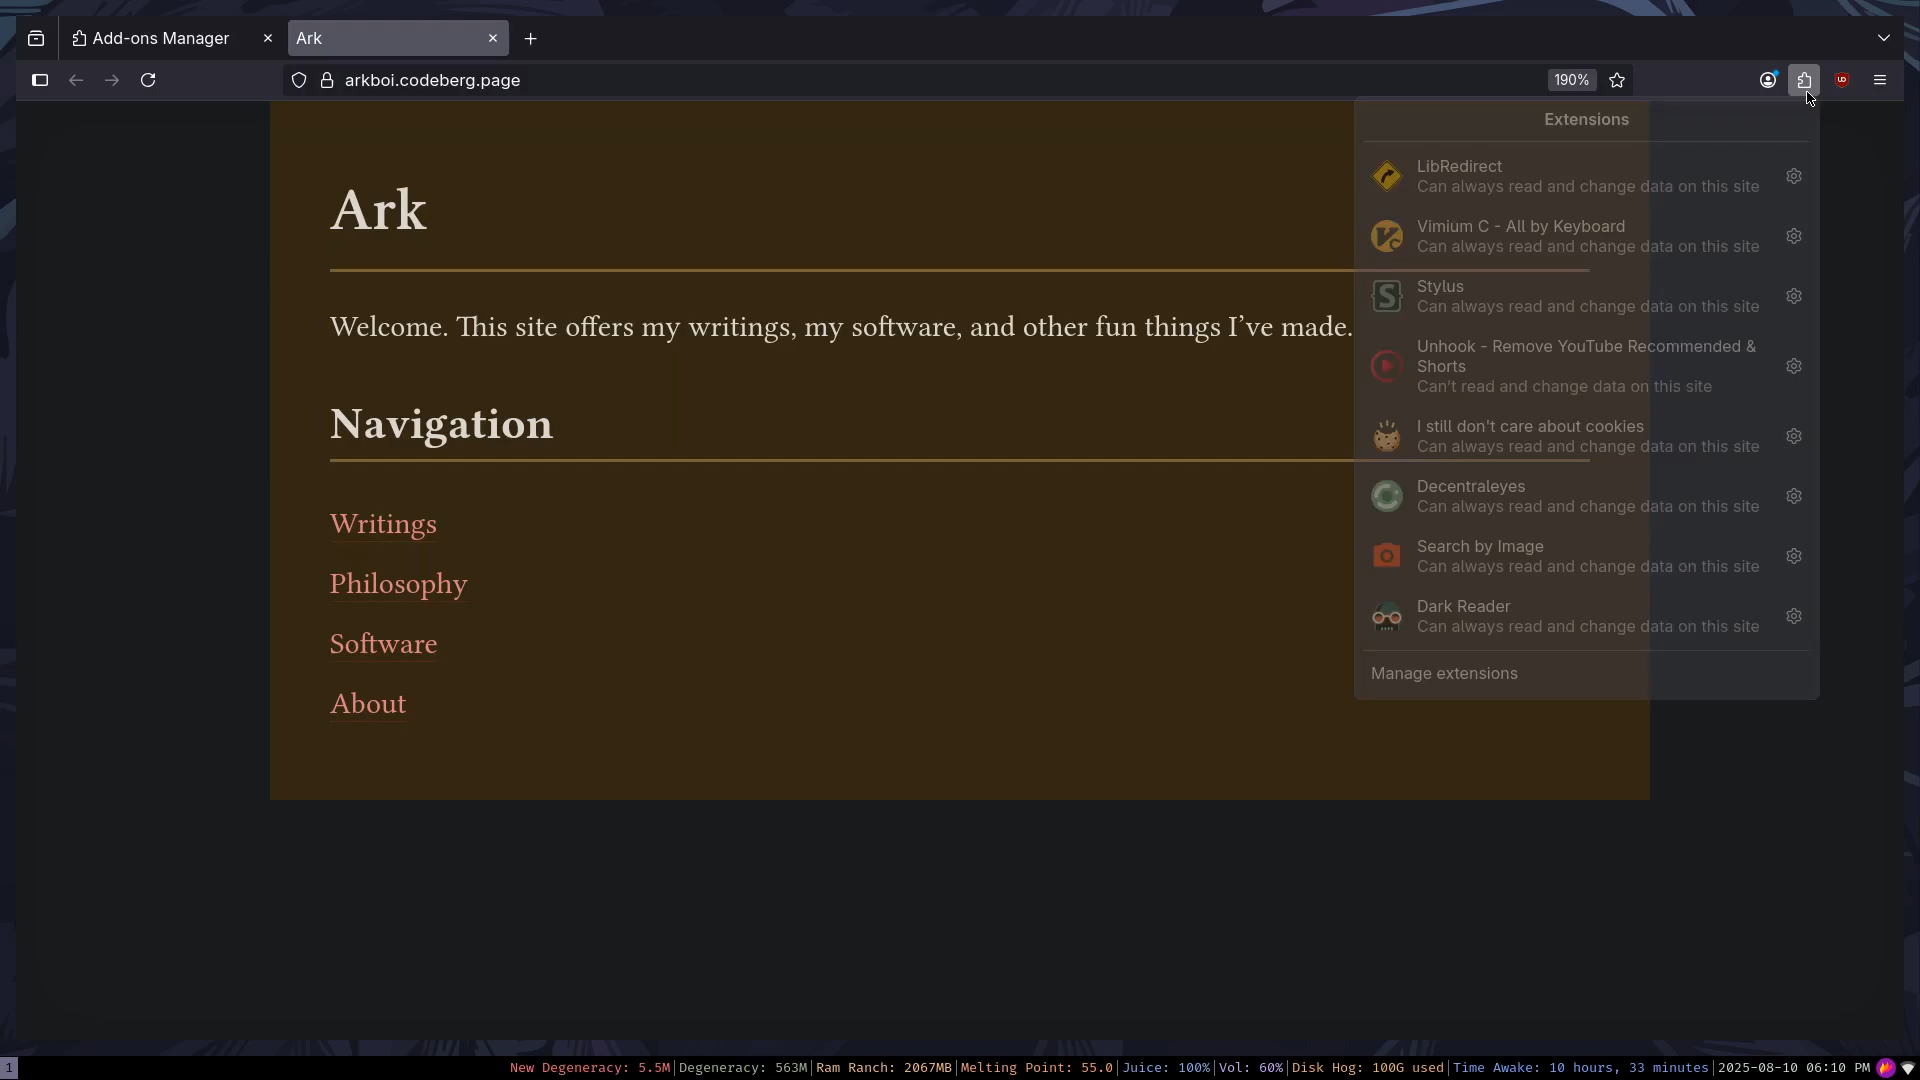 Add-ons Manager
Ark
arkboi.codeberg.page
190%
UD
Extensions
LibRedirect
Can always read and change data on this site
Vimium C - All by Keyboard
Can always read and change data on this site
Stylus
Can always read and change data on this site
Unhook - Remove YouTube Recommended &
Shorts
Can't read and change data on this site
I still don't care about cookies
Can always read and change data on this site
Decentraleyes
Can always read and change data on this site
Search by Image
Can always read and change data on this site
Dark Reader
Can always read and change data on this site
Manage extensions
Ark
Welcome. This site offers my writings, my software, and other fun things I’ve made.
Navigation
Writings
Philosophy
Software
About
1
New Degeneracy: 5.5M|Degeneracy: 563M|Ram Ranch: 2067MB|Melting Point: 55.0|Juice: 100%|Vol: 60%|Disk Hog: 100G used|Time Awake: 10 hours, 33 minutes|2025-08-10 06:10 PM